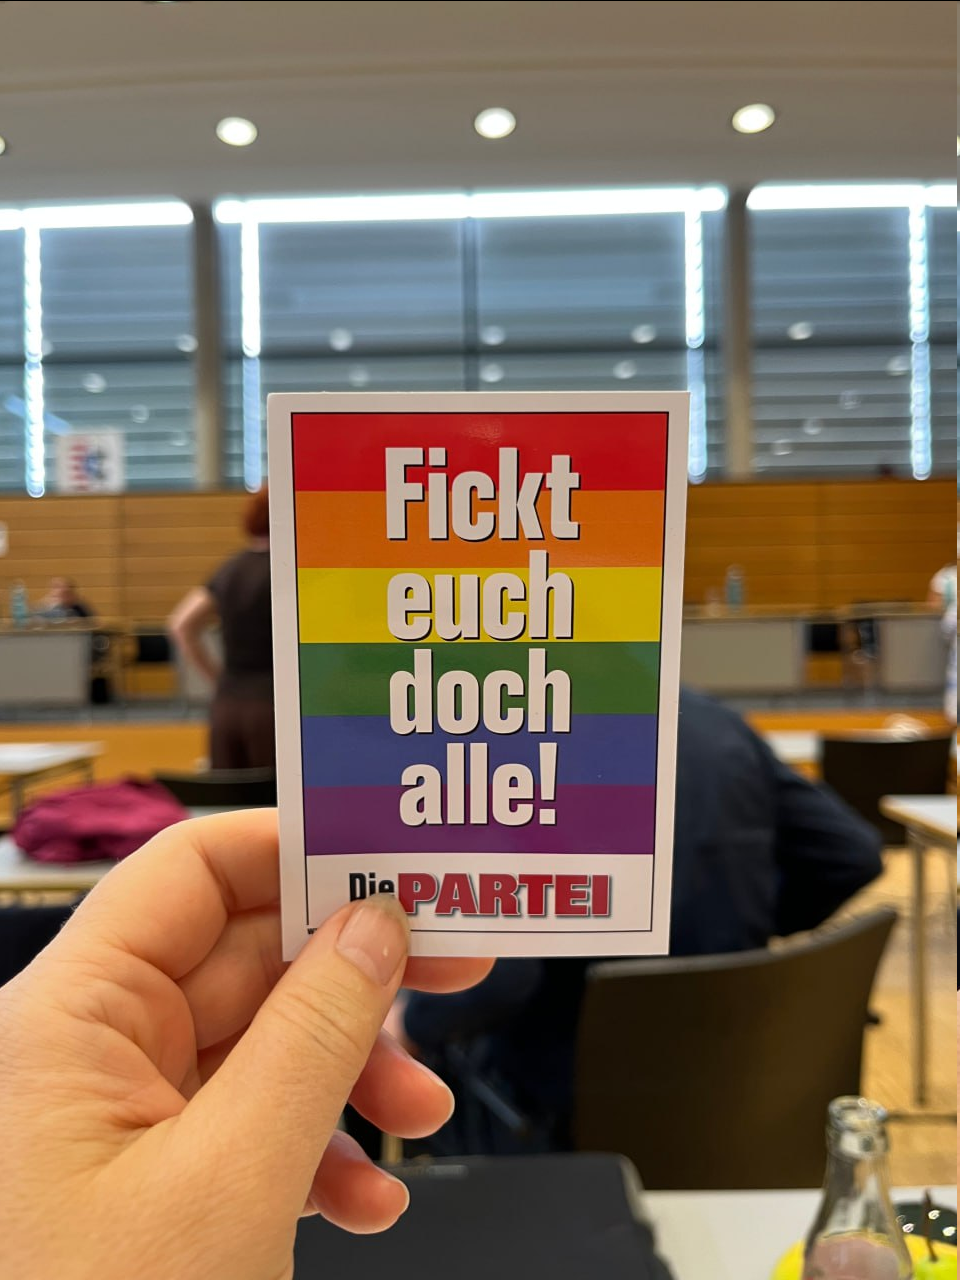 Fickt
euch
doch
alle!
Die PARTEI